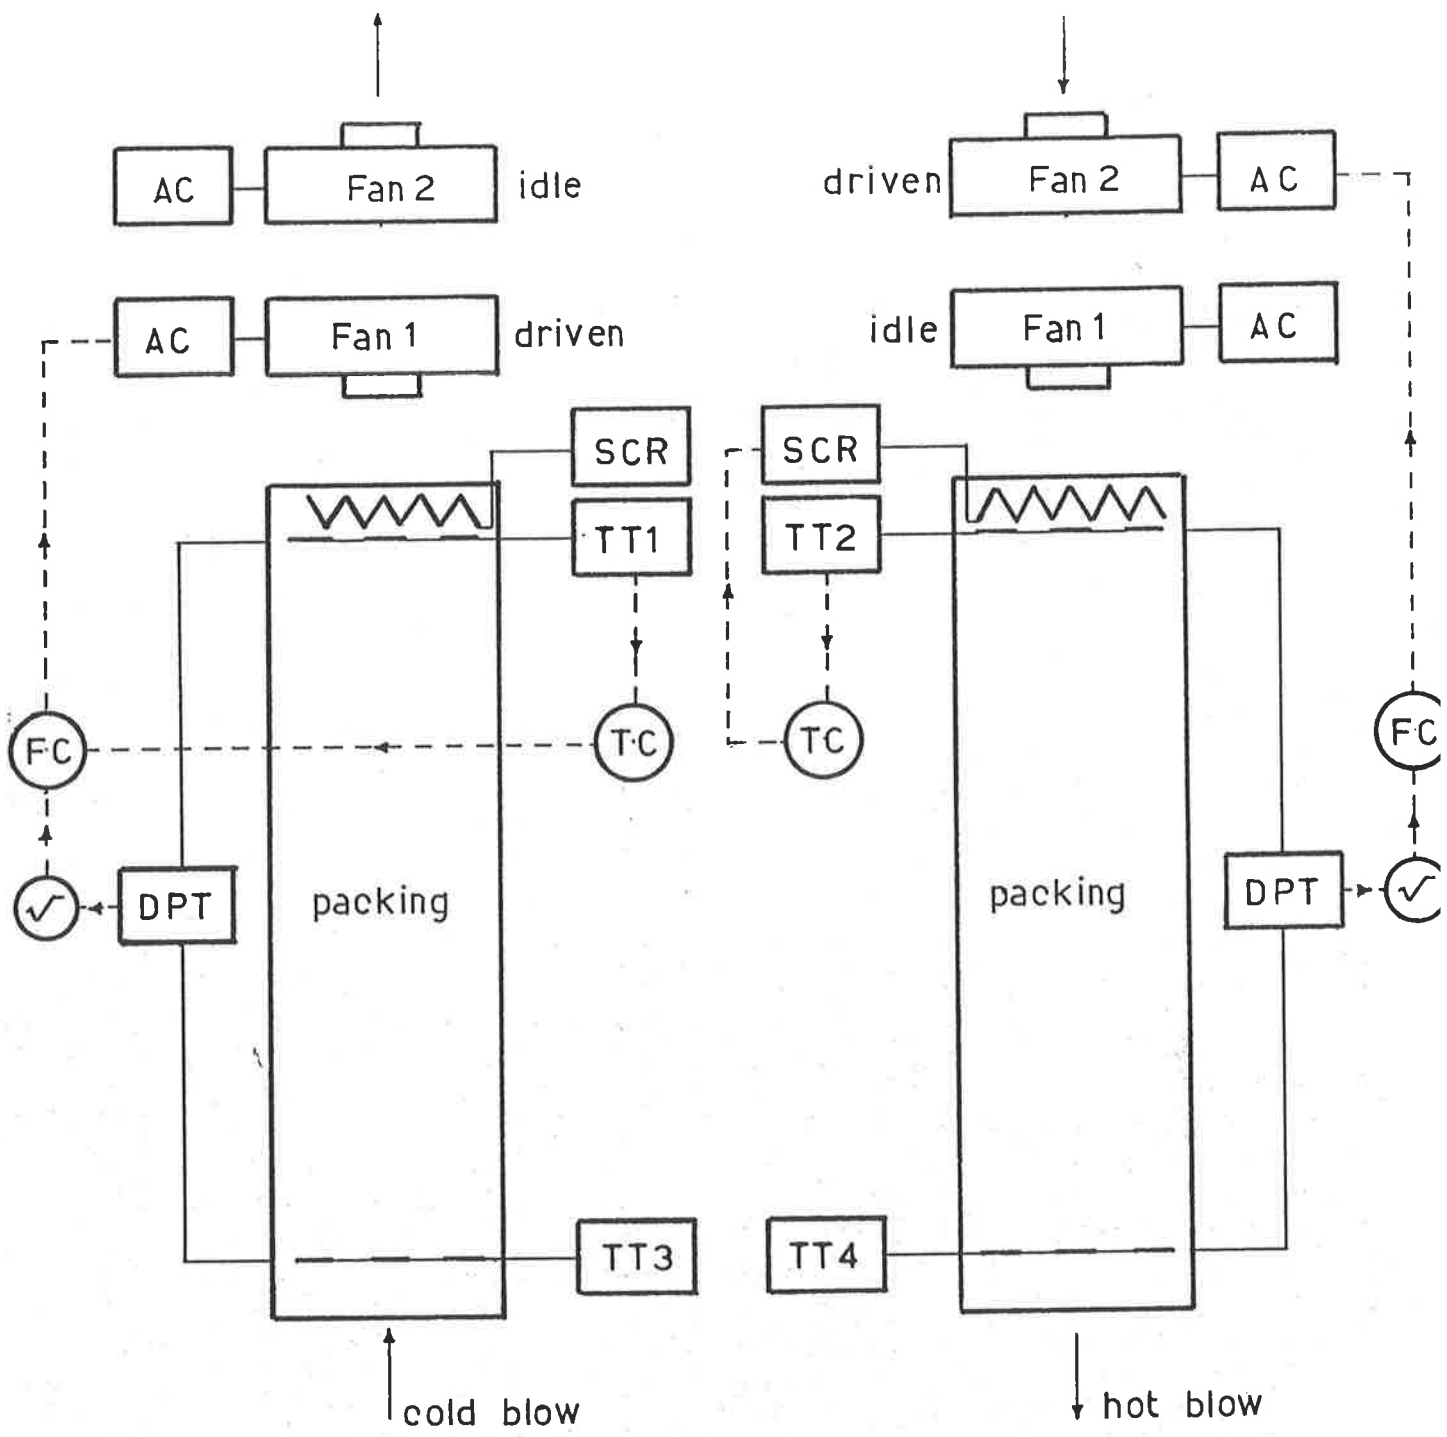 AC Fan 2 idle
driven Fan 2 AC
AC Fan 1 driven
idle Fan 1 AC
SCR
SCR
TT1
TT2
F·C
T·C
TC
F·C
√
DPT
packing
packing
DPT
√
TT3
TT4
cold blow
hot blow